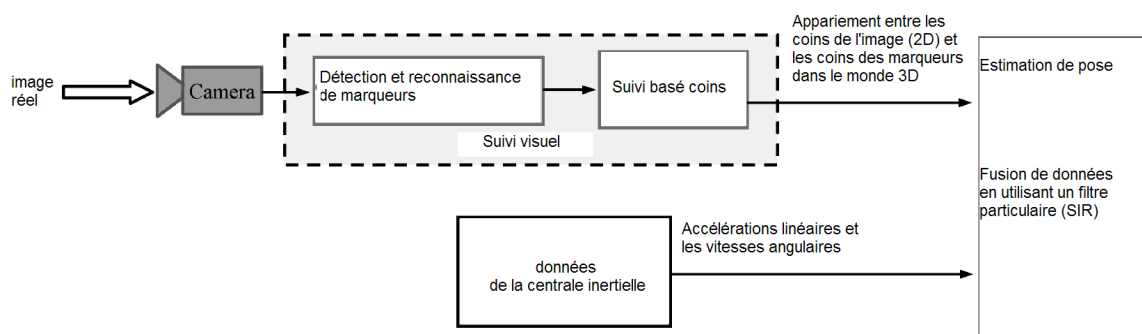 image
réel
Camera
Détection et reconnaissance
de marqueurs
Suivi basé coins
Suivi visuel
Appariement entre les
coins de l'image (2D) et
les coins des marqueurs
dans le monde 3D
Estimation de pose
Fusion de données
en utilisant un filtre
particulaire (SIR)
Accélérations linéaires et
les vitesses angulaires
données
de la centrale inertielle